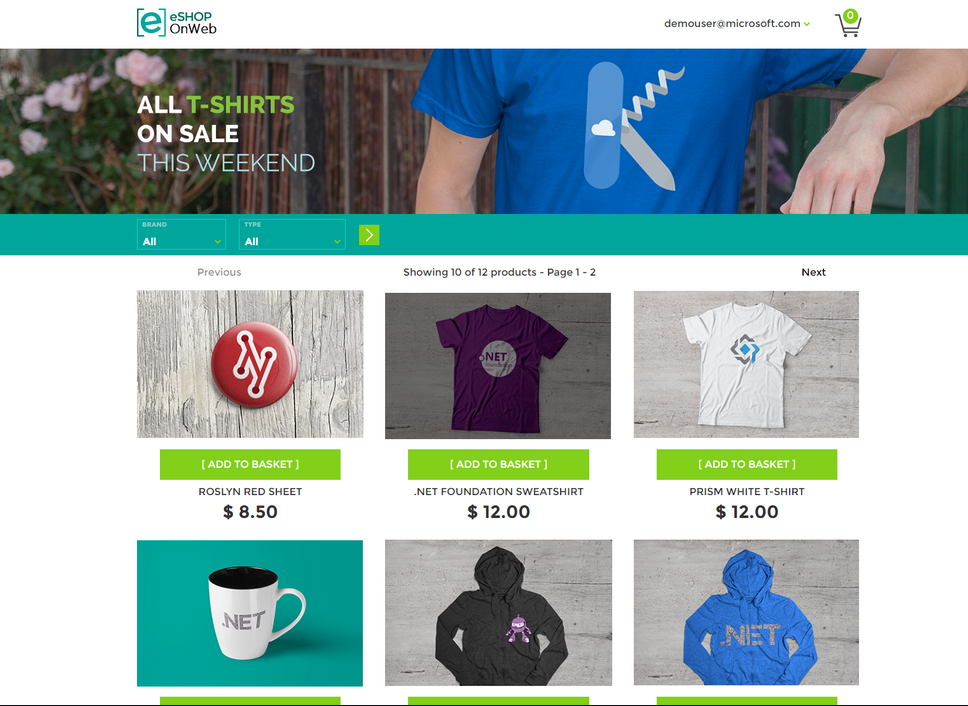 [e] eSHOP
OnWeb
demouser@microsoft.com
0
ALL T-SHIRTS
ON SALE
THIS WEEKEND
BRAND
All
TYPE
All
Previous
Showing 10 of 12 products - Page 1 - 2
Next
.NET
foundation
.NET
[ ADD TO BASKET ]
[ ADD TO BASKET ]
[ ADD TO BASKET ]
ROSLYN RED SHEET
.NET FOUNDATION SWEATSHIRT
PRISM WHITE T-SHIRT
$ 8.50
$ 12.00
$ 12.00
.NET